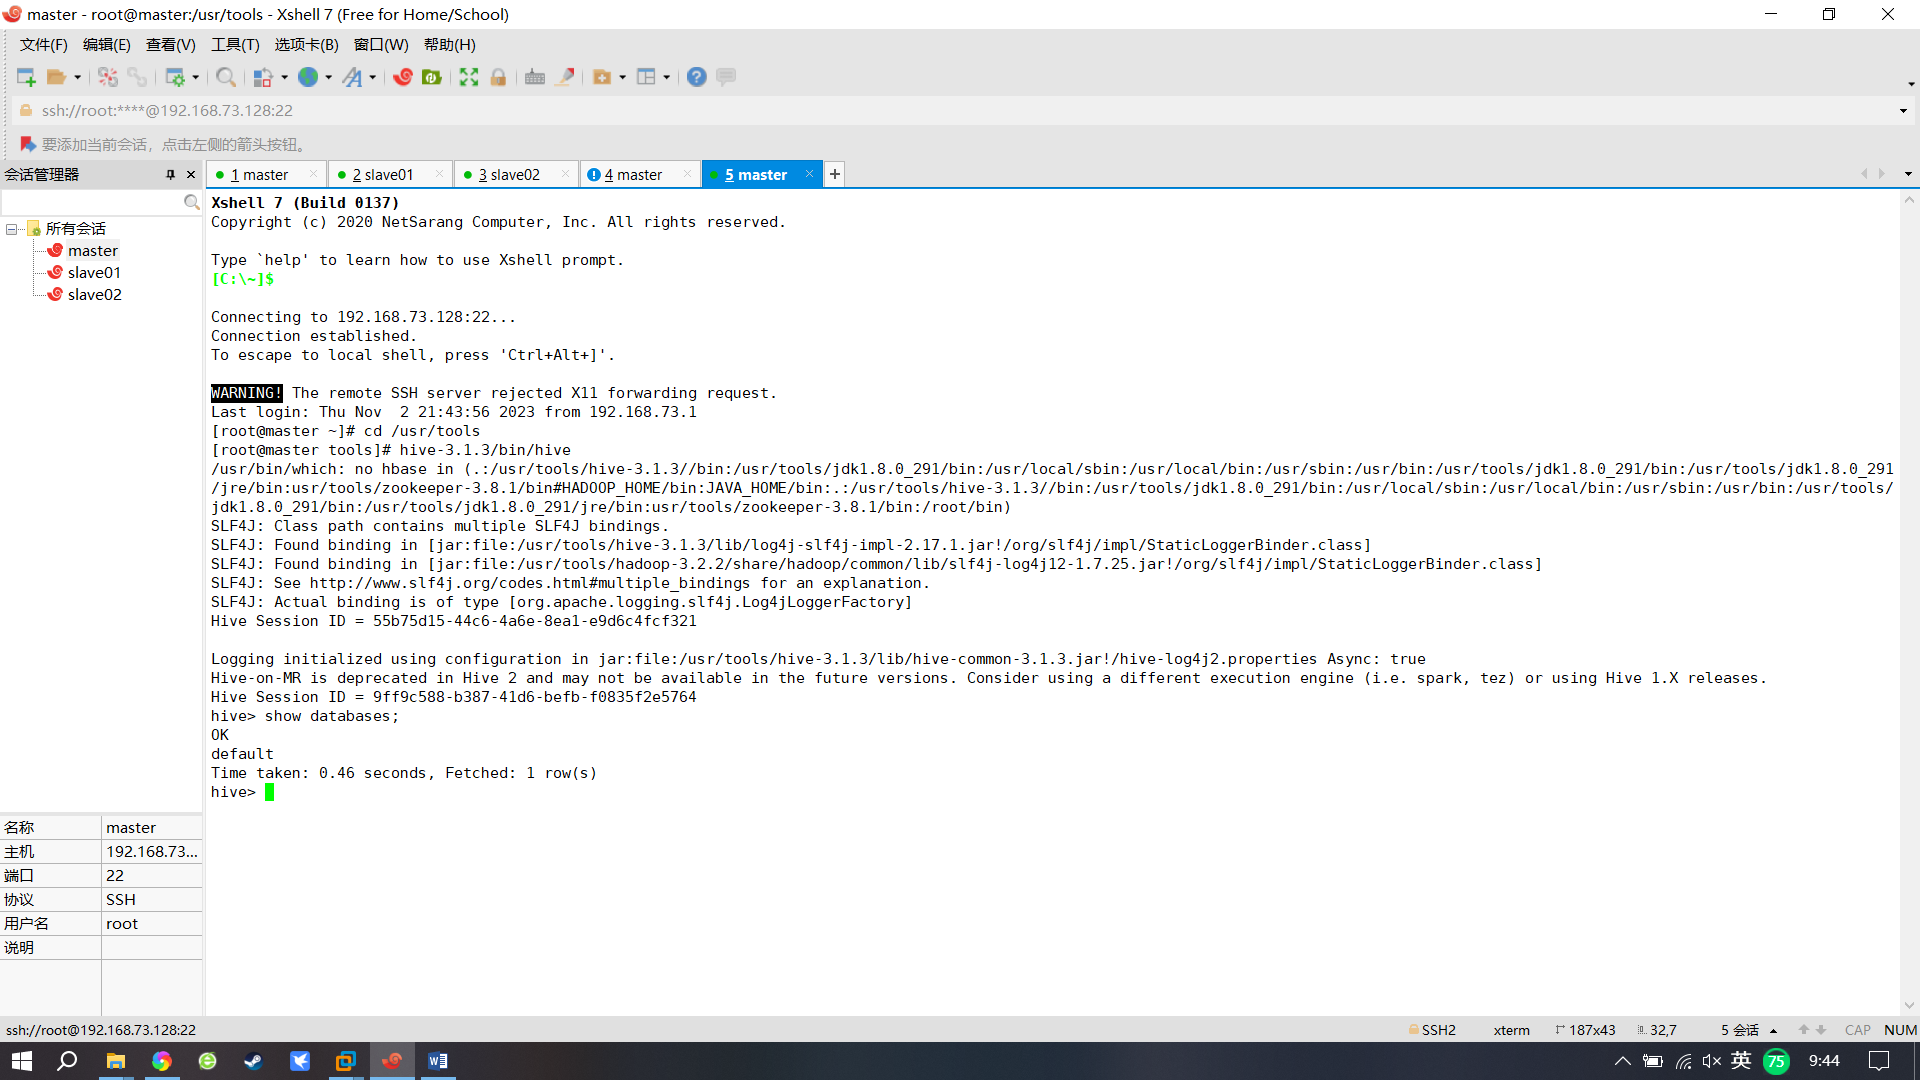 master - root@master:/usr/tools - Xshell 7 (Free for Home/School)
文件(F) 编辑(E) 查看(V) 工具(T) 选项卡(B) 窗口(W) 帮助(H)
ssh://root:****@192.168.73.128:22
要添加当前会话，点击左侧的箭头按钮。
会话管理器
1 master
2 slave01
3 slave02
4 master
5 master
所有会话
master
slave01
slave02
Xshell 7 (Build 0137)
Copyright (c) 2020 NetSarang Computer, Inc. All rights reserved.
Type `help' to learn how to use Xshell prompt.
[C:\~]$
Connecting to 192.168.73.128:22...
Connection established.
To escape to local shell, press 'Ctrl+Alt+]'.
WARNING! The remote SSH server rejected X11 forwarding request.
Last login: Thu Nov  2 21:43:56 2023 from 192.168.73.1
[root@master ~]# cd /usr/tools
[root@master tools]# hive-3.1.3/bin/hive
/usr/bin/which: no hbase in (.:/usr/tools/hive-3.1.3//bin:/usr/tools/jdk1.8.0_291/bin:/usr/local/sbin:/usr/local/bin:/usr/sbin:/usr/bin:/usr/tools/jdk1.8.0_291/bin:/usr/tools/jdk1.8.0_291
/jre/bin:usr/tools/zookeeper-3.8.1/bin#HADOOP_HOME/bin:JAVA_HOME/bin:.:/usr/tools/hive-3.1.3//bin:/usr/tools/jdk1.8.0_291/bin:/usr/local/sbin:/usr/local/bin:/usr/sbin:/usr/bin:/usr/tools/
jdk1.8.0_291/bin:/usr/tools/jdk1.8.0_291/jre/bin:usr/tools/zookeeper-3.8.1/bin:/root/bin)
SLF4J: Class path contains multiple SLF4J bindings.
SLF4J: Found binding in [jar:file:/usr/tools/hive-3.1.3/lib/log4j-slf4j-impl-2.17.1.jar!/org/slf4j/impl/StaticLoggerBinder.class]
SLF4J: Found binding in [jar:file:/usr/tools/hadoop-3.2.2/share/hadoop/common/lib/slf4j-log4j12-1.7.25.jar!/org/slf4j/impl/StaticLoggerBinder.class]
SLF4J: See http://www.slf4j.org/codes.html#multiple_bindings for an explanation.
SLF4J: Actual binding is of type [org.apache.logging.slf4j.Log4jLoggerFactory]
Hive Session ID = 55b75d15-44c6-4a6e-8ea1-e9d6c4fcf321
Logging initialized using configuration in jar:file:/usr/tools/hive-3.1.3/lib/hive-common-3.1.3.jar!/hive-log4j2.properties Async: true
Hive-on-MR is deprecated in Hive 2 and may not be available in the future versions. Consider using a different execution engine (i.e. spark, tez) or using Hive 1.X releases.
Hive Session ID = 9ff9c588-b387-41d6-befb-f0835f2e5764
hive> show databases;
OK
default
Time taken: 0.46 seconds, Fetched: 1 row(s)
hive>
名称 master
主机 192.168.73...
端口 22
协议 SSH
用户名 root
说明
ssh://root@192.168.73.128:22
SSH2
xterm
187x43
32,7
5 会话
CAP
NUM
英
75
9:44